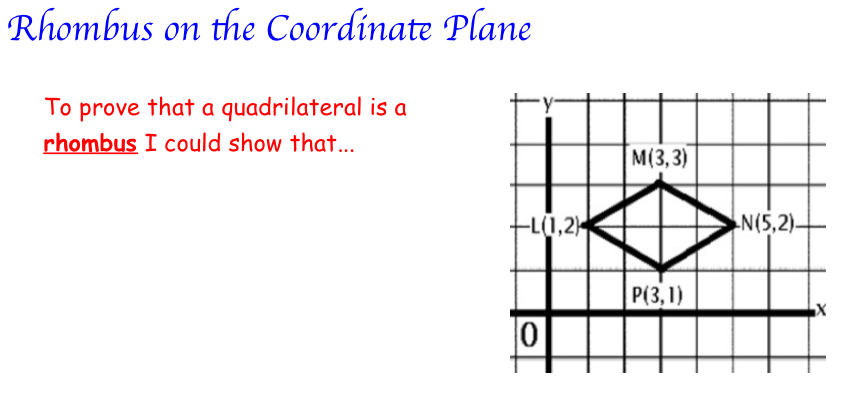 Rhombus on the Coordinate Plane
To prove that a quadrilateral is a
rhombus I could show that...
y
M(3,3)
L(1,2)
N(5,2)
P(3,1)
x
0